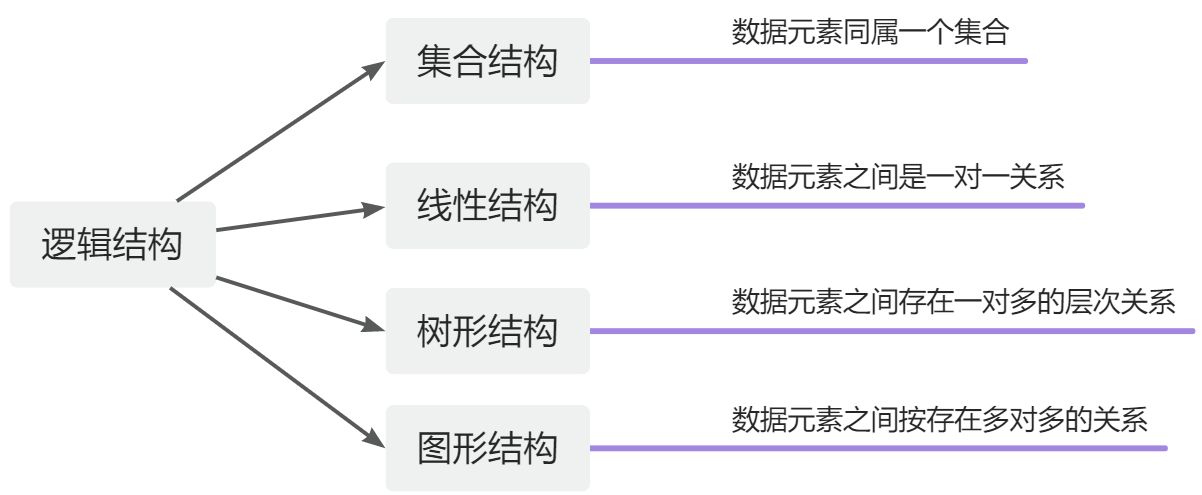 逻辑结构
集合结构
数据元素同属一个集合
线性结构
数据元素之间是一对一关系
树形结构
数据元素之间存在一对多的层次关系
图形结构
数据元素之间按存在多对多的关系